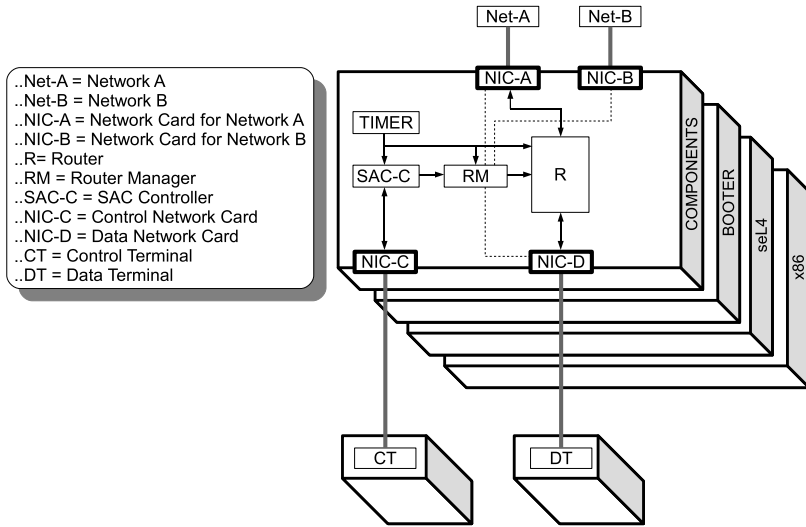 Net-A
Net-B
..Net-A = Network A
..Net-B = Network B
..NIC-A = Network Card for Network A
..NIC-B = Network Card for Network B
..R= Router
..RM = Router Manager
..SAC-C = SAC Controller
..NIC-C = Control Network Card
..NIC-D = Data Network Card
..CT = Control Terminal
..DT = Data Terminal
NIC-A
NIC-B
TIMER
SAC-C
RM
R
NIC-C
NIC-D
COMPONENTS
BOOTER
seL4
x86
CT
DT